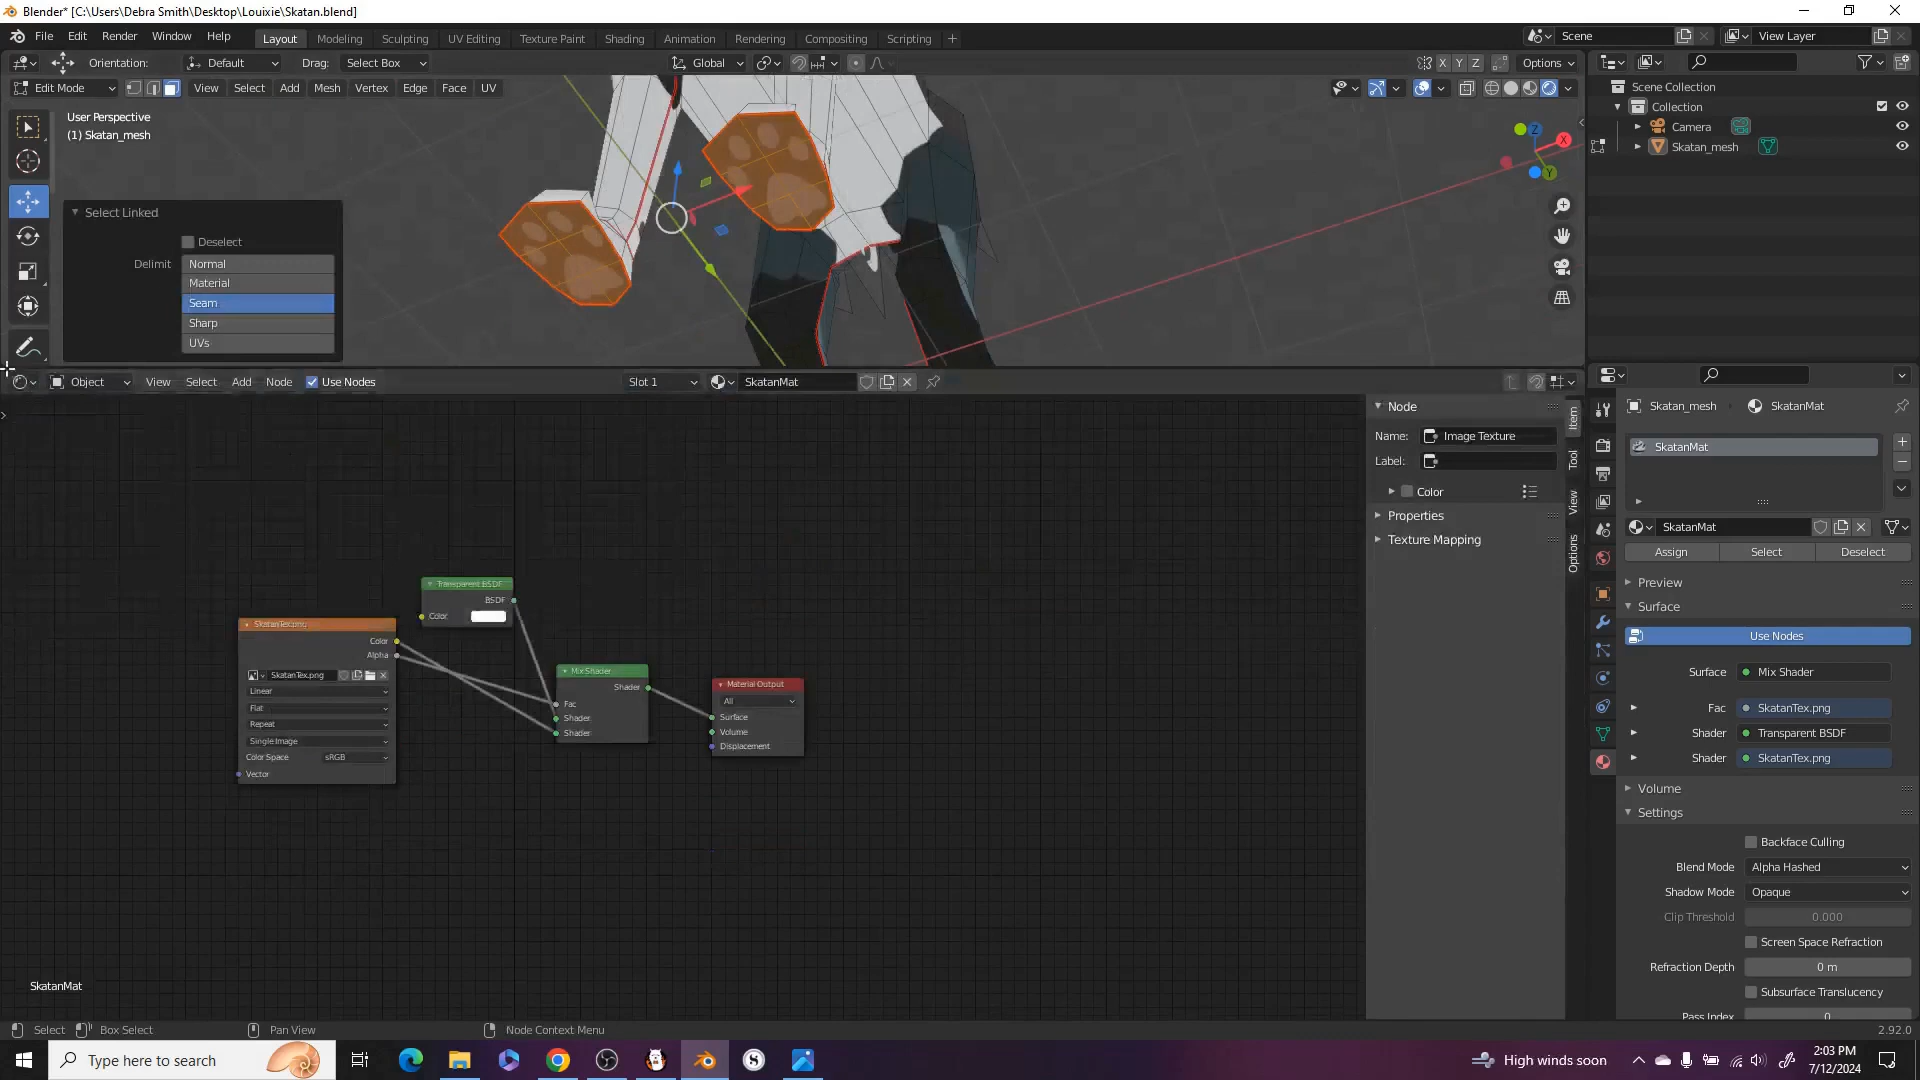 Blender* [C:\Users\Debra Smith\Desktop\Louixie\Skatan.blend]
File Edit Render Window Help Layout Modeling Sculpting UV Editing Texture Paint Shading Animation Rendering Compositing Scripting + Scene View Layer
Orientation: Default Drag: Select Box Global X Y Z Options
Edit Mode View Select Add Mesh Vertex Edge Face UV
Scene Collection
Collection
Camera
Skatan_mesh
User Perspective
(1) Skatan_mesh
Z X Y
Select Linked
Deselect
Delimit Normal
Material
Seam
Sharp
UVs
Object View Select Add Node Use Nodes Slot 1 SkatanMat
Node
Name: Image Texture
Label:
Color
Properties
Texture Mapping
Item
Tool
View
Options
Transparent BSDF
BSDF
Color
SkatanTex.png
Color
Alpha
SkatanTex.png
Linear
Flat
Repeat
Single Image
Color Space sRGB
Vector
Mix Shader
Shader
Fac
Shader
Shader
Material Output
All
Surface
Volume
Displacement
SkatanMat
Skatan_mesh SkatanMat
SkatanMat
SkatanMat
Assign Select Deselect
Preview
Surface
Use Nodes
Surface Mix Shader
Fac SkatanTex.png
Shader Transparent BSDF
Shader SkatanTex.png
Volume
Settings
Backface Culling
Blend Mode Alpha Hashed
Shadow Mode Opaque
Clip Threshold 0.000
Screen Space Refraction
Refraction Depth 0 m
Subsurface Translucency
Pass Index 0
Select Box Select Pan View Node Context Menu 2.92.0
Type here to search High winds soon 2:03 PM
7/12/2024